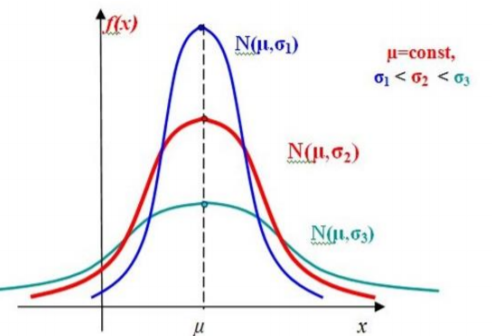 f(x)
N(μ,σ₁)
μ=const,
σ₁ < σ₂ < σ₃
N(μ,σ₂)
N(μ,σ₃)
μ
x